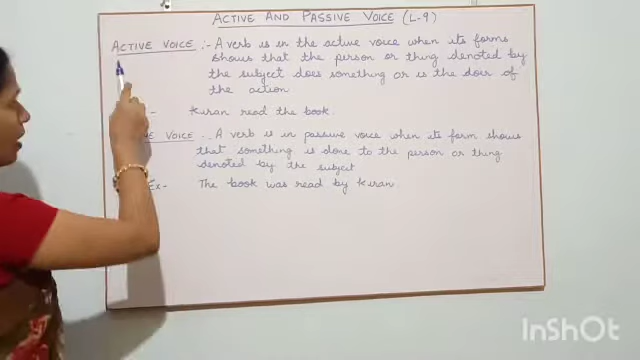 ACTIVE AND PASSIVE VOICE (L-9)
ACTIVE VOICE :- A verb is in the active voice when its forms
shows that the person or thing denoted by
the subject does something or is the doer of
the action
- Kiran read the book.
VOICE :- A verb is in passive voice when its form shows
that something is done to the person or thing
denoted by the subject
Ex- The book was read by Kiran
InShOt